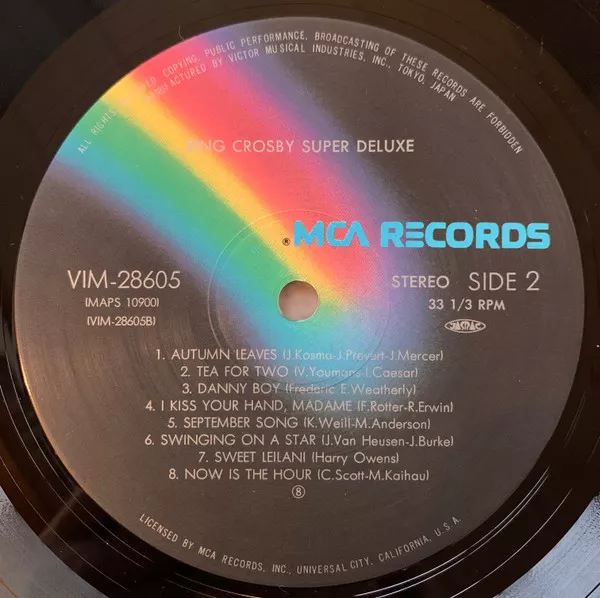 ALL RIGHTS COPYING, PUBLIC PERFORMANCE, BROADCASTING OF THESE RECORDS ARE FORBIDDEN
MANUFACTURED BY VICTOR MUSICAL INDUSTRIES, INC., TOKYO, JAPAN
BING CROSBY SUPER DELUXE
® MCA RECORDS
VIM-28605
(MAPS 10900)
(VIM-28605B)
STEREO SIDE 2
33 1/3 RPM
JASRAC
1. AUTUMN LEAVES (J.Kosma-J.Prevert-J.Mercer)
2. TEA FOR TWO (V.Youmans-I.Caesar)
3. DANNY BOY (Frederic E.Weatherly)
4. I KISS YOUR HAND, MADAME (F.Rotter-R.Erwin)
5. SEPTEMBER SONG (K.Weill-M.Anderson)
6. SWINGING ON A STAR (J.Van Heusen-J.Burke)
7. SWEET LEILANI (Harry Owens)
8. NOW IS THE HOUR (C.Scott-M.Kaihau)
⑧
LICENSED BY MCA RECORDS, INC., UNIVERSAL CITY, CALIFORNIA, U.S.A.